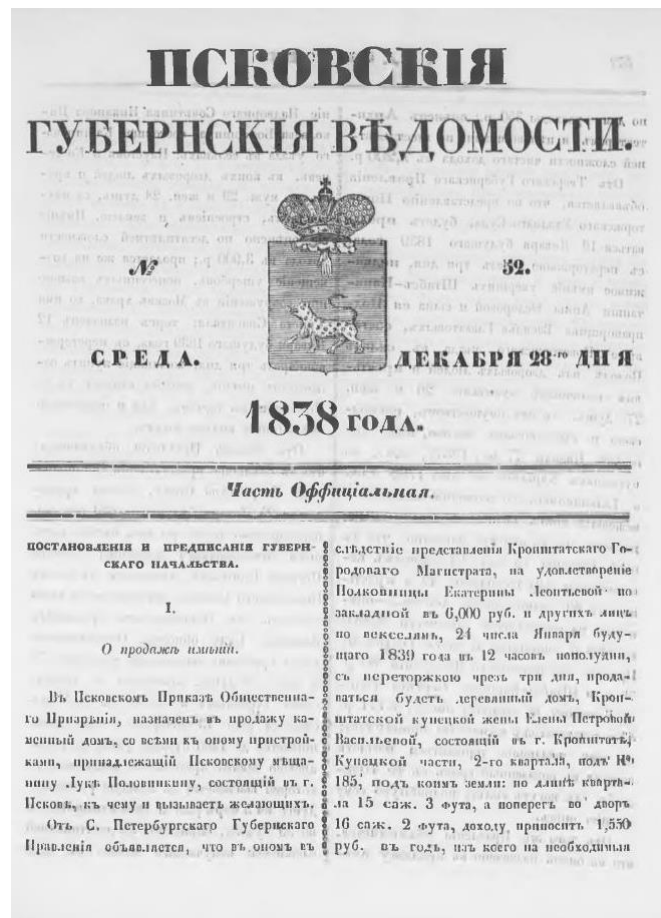 ПСКОВСКІЯ
ГУБЕРНСКІЯ ВѢДОМОСТИ.
№ 52.
СРЕДА. ДЕКАБРЯ 28-го ДНЯ
1838 ГОДА.
Часть Оффиціальная.
ПОСТАНОВЛЕНІЯ И ПРЕДПИСАНІЯ ГУБЕРН-
СКАГО НАЧАЛЬСТВА.
I.
О продажѣ имѣній.
Въ Псковскомъ Приказѣ Общественна-
го Призрѣнія, назначенъ въ продажу ка-
менный домъ, со всѣми къ оному пристрой-
ками, принадлежащій Псковскому мѣща-
нину Лукѣ Половинкину, состоящій въ г.
Псковѣ, къ чему и вызываетъ желающихъ.
Отъ С. Петербургскаго Губернскаго
Правленія объявляется, что въ ономъ въ
слѣдствіе представленія Кронштатскаго Го-
родоваго Магистрата, на удовлетвореніе
Полковницы Екатерины Леонтьевой по
закладной въ 6,000 руб. и другихъ лицъ
по векселямъ, 24 числа Января буду-
щаго 1839 года въ 12 часовъ пополудни,
съ переторжкою чрезъ три дня, прода-
ваться будетъ деревянный домъ, Крон-
штатской купецкой жены Елены Петровой
Васильевой, состоящій въ г. Кронштатѣ,
Купецкой части, 2-го квартала, подъ №
185, подъ коимъ земли: по длинѣ кварта-
ла 15 саж. 3 фута, а поперегъ во дворъ
16 саж. 2 фута, доходу приноситъ 1,550
руб. въ годъ, изъ коего на необходимыя